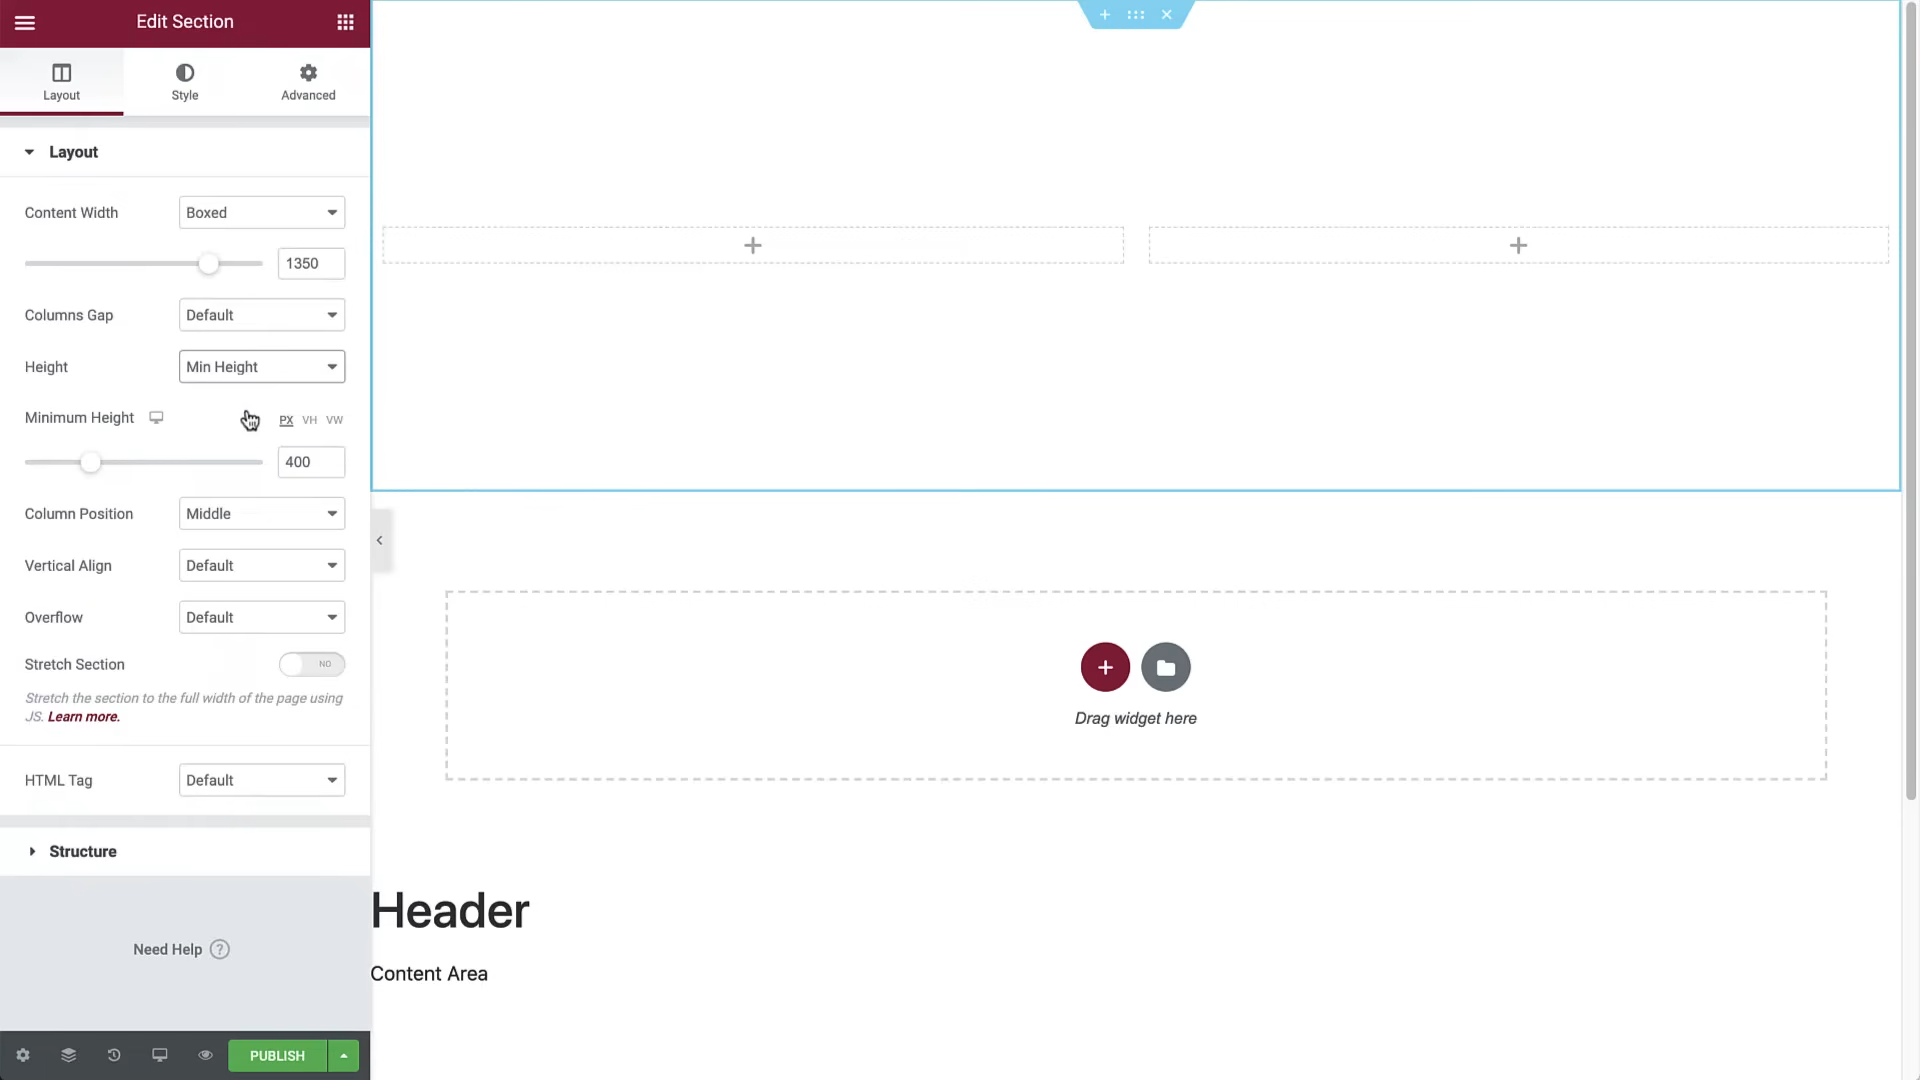 Edit Section
Layout
Style
Advanced
Layout
Content Width
Boxed
1350
Columns Gap
Default
Height
Min Height
Minimum Height
PX VH VW
400
Column Position
Middle
Vertical Align
Default
Overflow
Default
Stretch Section
NO
Stretch the section to the full width of the page using
JS. Learn more.
HTML Tag
Default
Structure
Need Help ?
PUBLISH
Drag widget here
Header
Content Area